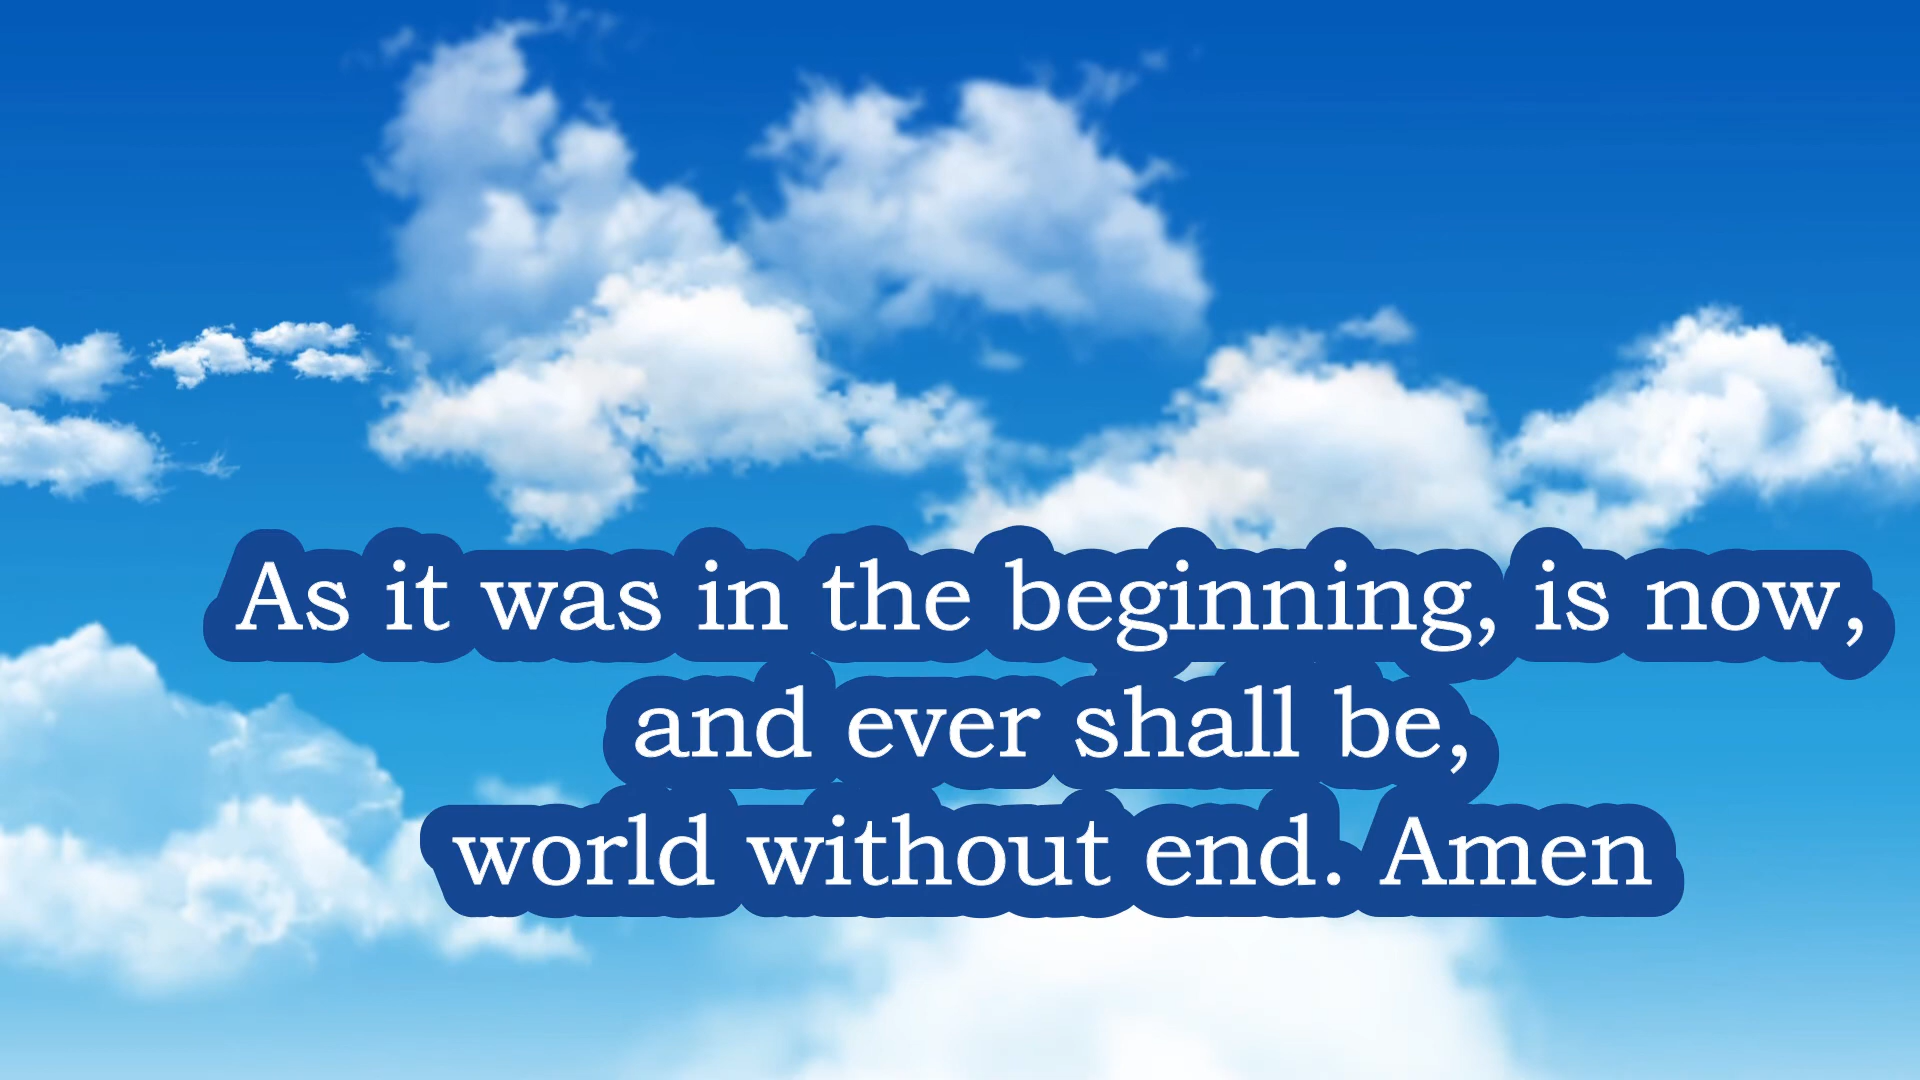 As it was in the beginning, is now,
and ever shall be,
world without end. Amen